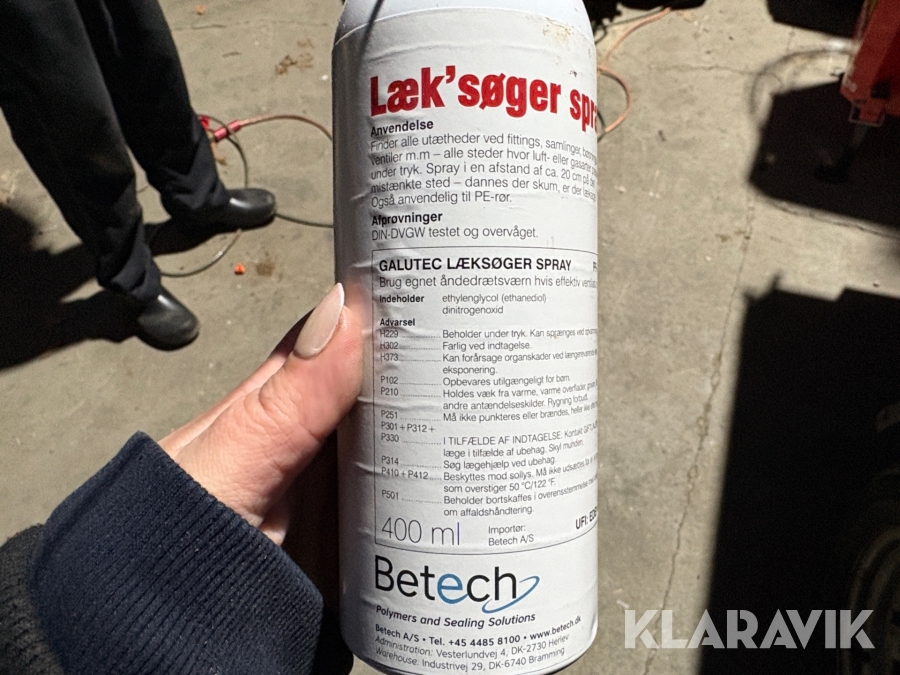 Læk'søger spr
Anvendelse
Finder alle utætheder ved fittings, samlinger,
ventiler m.m – alle steder hvor luft- eller gasarter
under tryk. Spray i en afstand af ca. 20 cm på det
mistænkte sted – dannes der skum, er der lækage
Også anvendelig til PE-rør.
Afprøvninger
DIN-DVGW testet og overvåget.
GALUTEC LÆKSØGER SPRAY
Brug egnet åndedrætsværn hvis effektiv
Indeholder ethylenglycol (ethanediol)
dinitrogenoxid
Advarsel
H229 Beholder under tryk. Kan sprænges ved
H302 Farlig ved indtagelse.
H373 Kan forårsage organskader ved længerevarende
eksponering.
P102 Opbevares utilgængeligt for børn.
P210 Holdes væk fra varme, varme overflader,
andre antændelseskilder. Rygning forbudt.
P251 Må ikke punkteres eller brændes, heller ikke
P301 + P312 +
P330 I TILFÆLDE AF INDTAGELSE: Kontakt
læge i tilfælde af ubehag. Skyl munden.
P314 Søg lægehjælp ved ubehag.
P410 + P412 Beskyttes mod sollys. Må ikke udsættes for
som overstiger 50 °C/122 °F.
P501 Beholder bortskaffes i overensstemmelse
om affaldshåndtering.
400 ml
Importør:
Betech A/S
UFI:
Betech
Polymers and Sealing Solutions
Betech A/S • Tel. +45 4485 8100 • www.betech.dk
Administration: Vesterlundvej 4, DK-2730 Herlev
Warehouse: Industrivej 29, DK-6740 Bramming
KLARAVIK